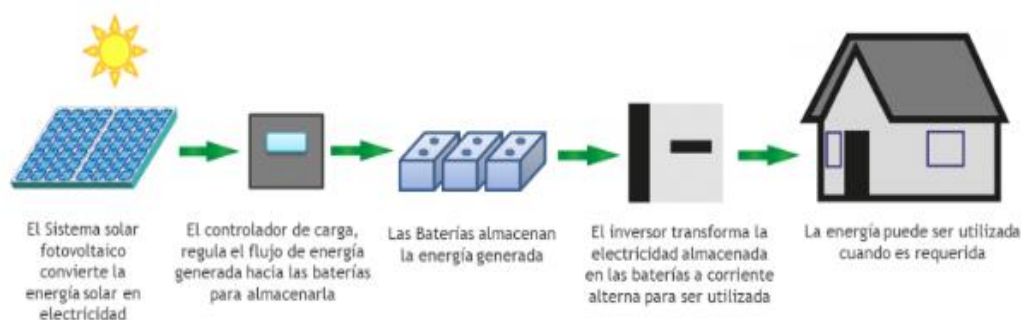 El Sistema solar
fotovoltaico
convierte la
energía solar en
electricidad
El controlador de carga,
regula el flujo de energía
generada hacia las baterías
para almacenarla
Las Baterías almacenan
la energía generada
El inversor transforma la
electricidad almacenada
en las baterías a corriente
alterna para ser utilizada
La energía puede ser utilizada
cuando es requerida